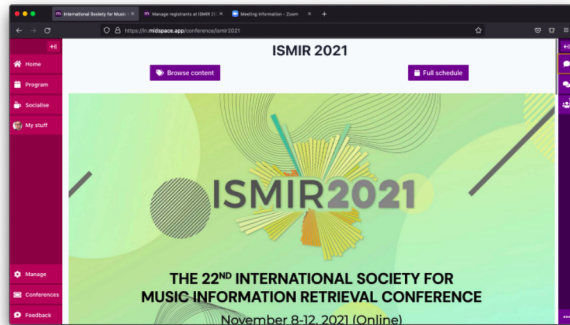 International Society for Music
Manage registrants at ISMIR 20
Meeting Information - Zoom
https://in.midspace.app/conference/ismir2021
ISMIR 2021
Browse content
Full schedule
Home
Program
Socialise
My stuff
ISMIR2021
THE 22ND INTERNATIONAL SOCIETY FOR
MUSIC INFORMATION RETRIEVAL CONFERENCE
November 8-12, 2021 (Online)
Manage
Conferences
Feedback